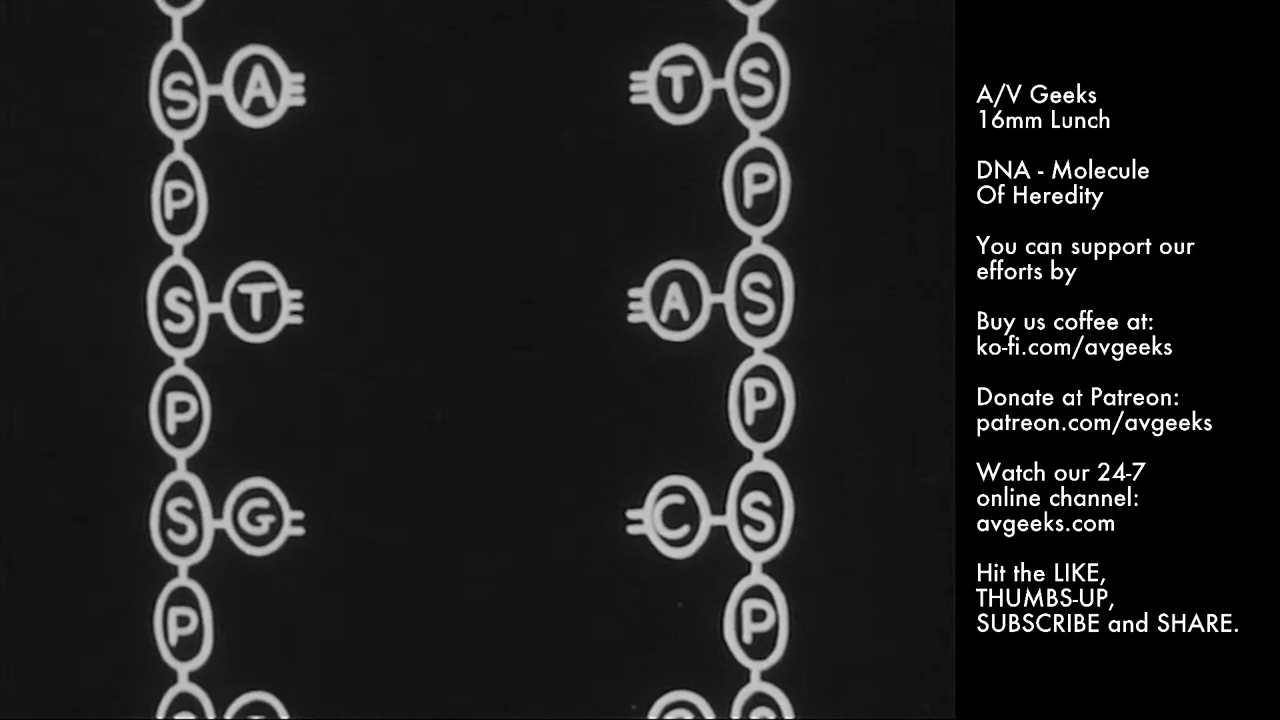 S A T S
P P
S T A S
P P
S G C S
P P
A/V Geeks
16mm Lunch
DNA - Molecule
Of Heredity
You can support our
efforts by
Buy us coffee at:
ko-fi.com/avgeeks
Donate at Patreon:
patreon.com/avgeeks
Watch our 24-7
online channel:
avgeeks.com
Hit the LIKE,
THUMBS-UP,
SUBSCRIBE and SHARE.